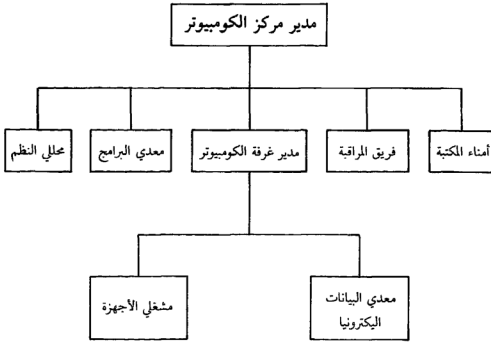 مدير مركز الكومبيوتر
أمناء المكتبة
فريق المراقبة
مدير غرفة الكومبيوتر
معدي البرامج
محللي النظم
معدي البيانات
اليكترونيا
مشغلي الأجهزة